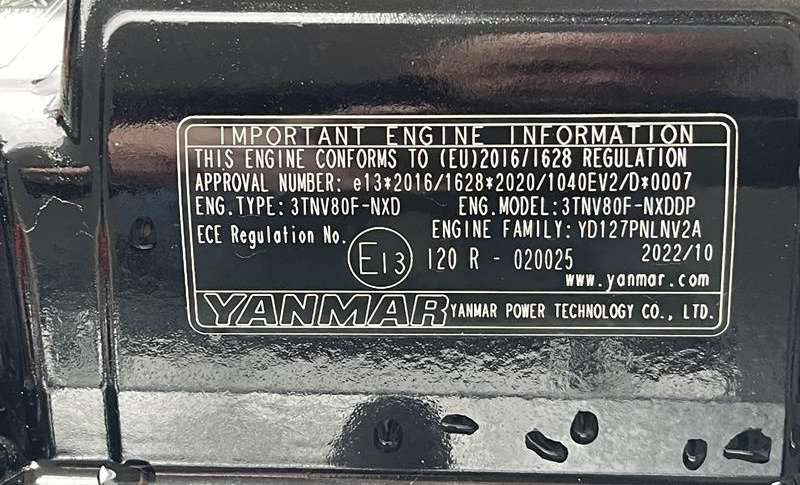 IMPORTANT ENGINE INFORMATION
THIS ENGINE CONFORMS TO (EU)2016/1628 REGULATION
APPROVAL NUMBER: e13*2016/1628*2020/1040EV2/D*0007
ENG.TYPE: 3TNV80F-NXD ENG.MODEL:3TNV80F-NXDDP
ENGINE FAMILY: YD127PNLNV2A
ECE Regulation No. E13 120 R - 020025 2022/10
www.yanmar.com
YANMAR YANMAR POWER TECHNOLOGY CO., LTD.